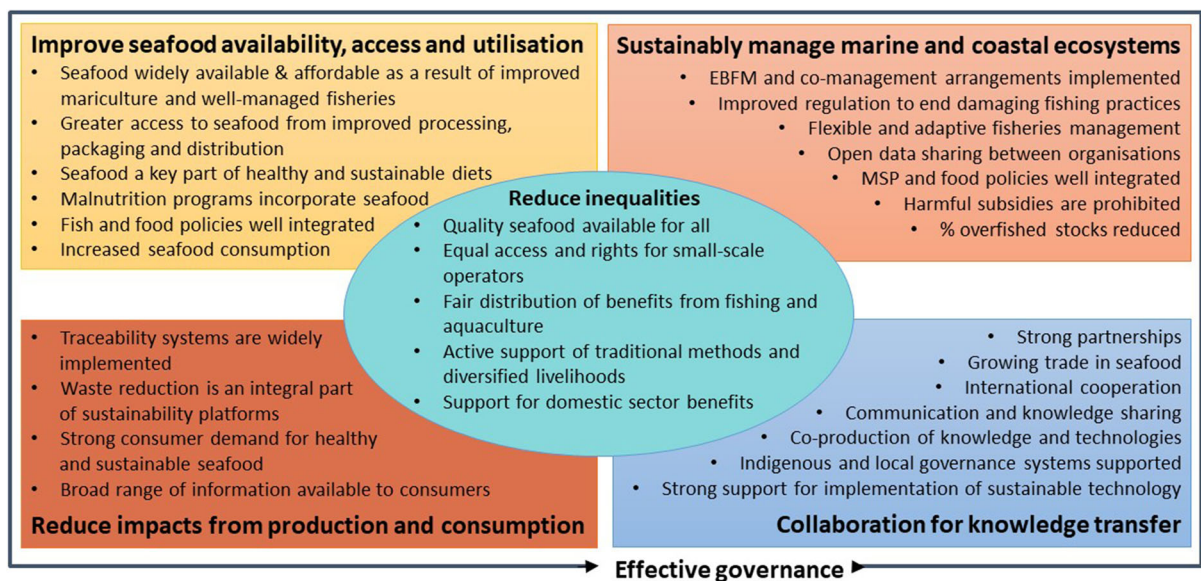 Improve seafood availability, access and utilisation
• Seafood widely available & affordable as a result of improved
mariculture and well-managed fisheries
• Greater access to seafood from improved processing,
packaging and distribution
• Seafood a key part of healthy and sustainable diets
• Malnutrition programs incorporate seafood
• Fish and food policies well integrated
• Increased seafood consumption
Sustainably manage marine and coastal ecosystems
• EBFM and co-management arrangements implemented
• Improved regulation to end damaging fishing practices
• Flexible and adaptive fisheries management
• Open data sharing between organisations
• MSP and food policies well integrated
• Harmful subsidies are prohibited
• % overfished stocks reduced
Reduce inequalities
• Quality seafood available for all
• Equal access and rights for small-scale
operators
• Fair distribution of benefits from fishing and
aquaculture
• Active support of traditional methods and
diversified livelihoods
• Support for domestic sector benefits
• Traceability systems are widely
implemented
• Waste reduction is an integral part
of sustainability platforms
• Strong consumer demand for healthy
and sustainable seafood
• Broad range of information available to consumers
Reduce impacts from production and consumption
• Strong partnerships
• Growing trade in seafood
• International cooperation
• Communication and knowledge sharing
• Co-production of knowledge and technologies
• Indigenous and local governance systems supported
• Strong support for implementation of sustainable technology
Collaboration for knowledge transfer
Effective governance